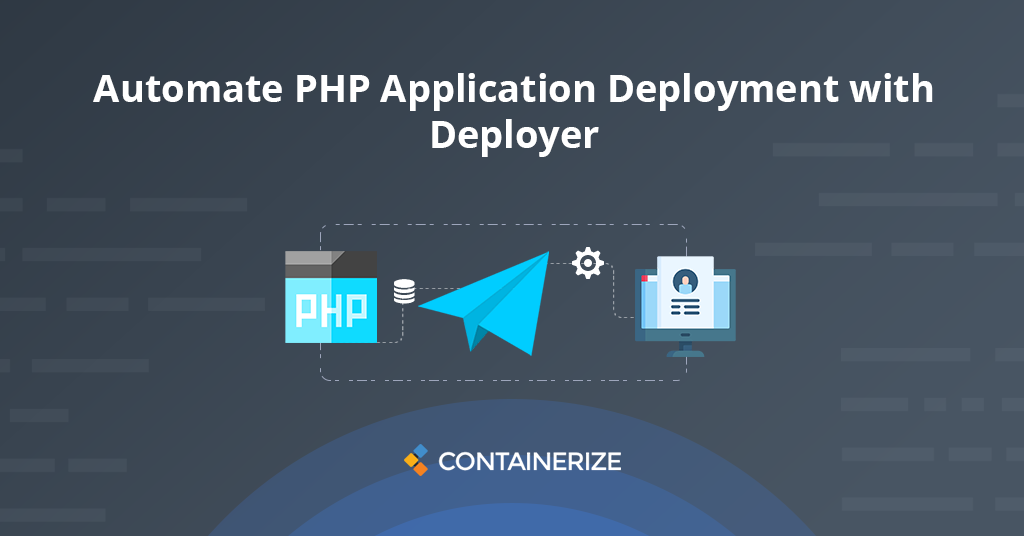 Automate PHP Application Deployment with
Deployer
PHP
CONTAINERIZE